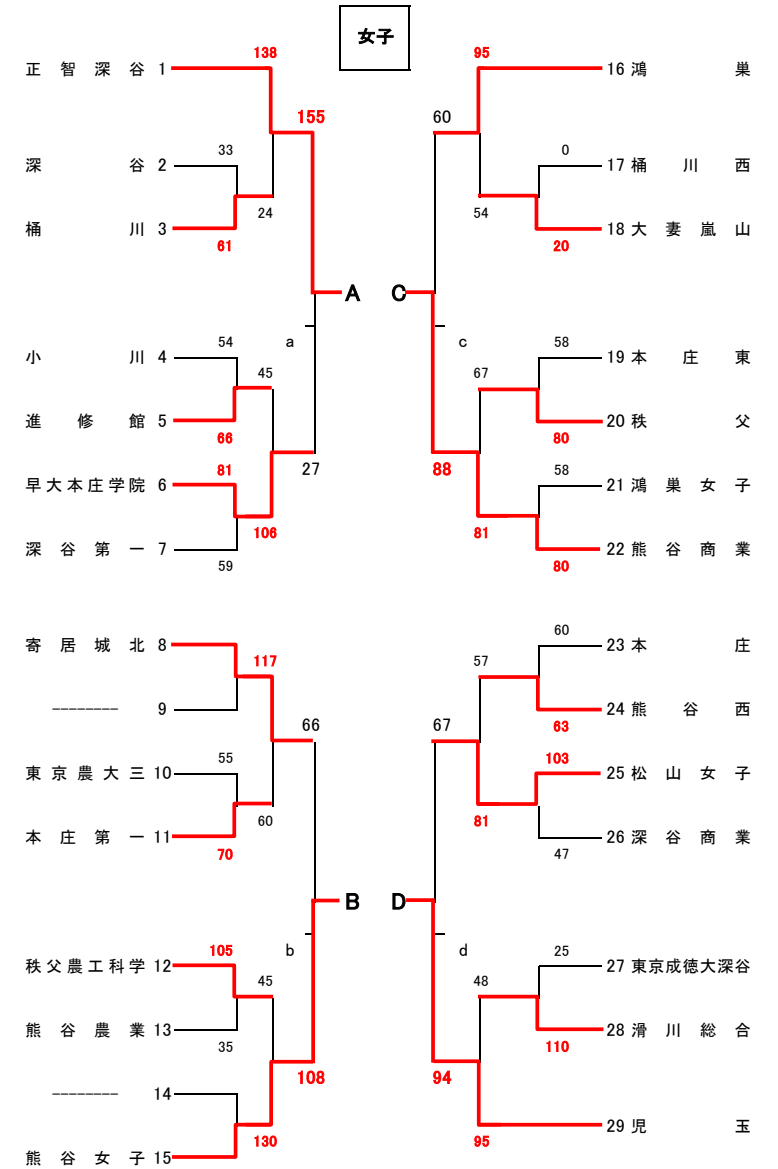 女子
138
95
正智深谷 1
16 鴻巣
155
60
33
0
深谷 2
17 桶川西
24
54
桶川 3
18 大妻嵐山
61
20
A
C
54
a
c
58
小川 4
45
67
19 本庄東
進修館 5
20 秩父
66
80
81
27
88
58
早大本庄学院 6
21 鴻巣女子
106
81
深谷第一 7
22 熊谷商業
59
80
60
寄居城北 8
23 本庄
117
57
-------- 9
24 熊谷西
66
67
63
55
103
東京農大三 10
25 松山女子
60
81
本庄第一 11
26 深谷商業
70
47
B
D
105
b
d
25
秩父農工科学 12
27 東京成徳大深谷
45
48
熊谷農業 13
28 滑川総合
35
110
108
94
-------- 14
29 児玉
130
95
熊谷女子 15